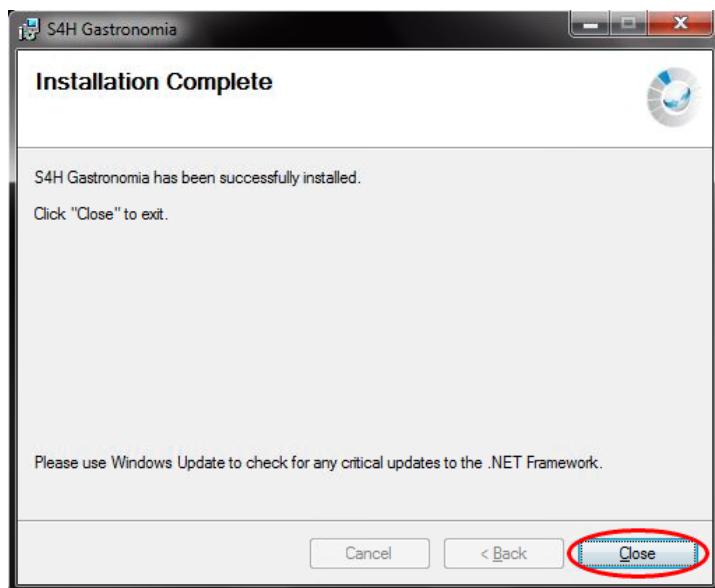 S4H Gastronomia
Installation Complete
S4H Gastronomia has been successfully installed.
Click "Close" to exit.
Please use Windows Update to check for any critical updates to the .NET Framework.
Cancel
< Back
Close